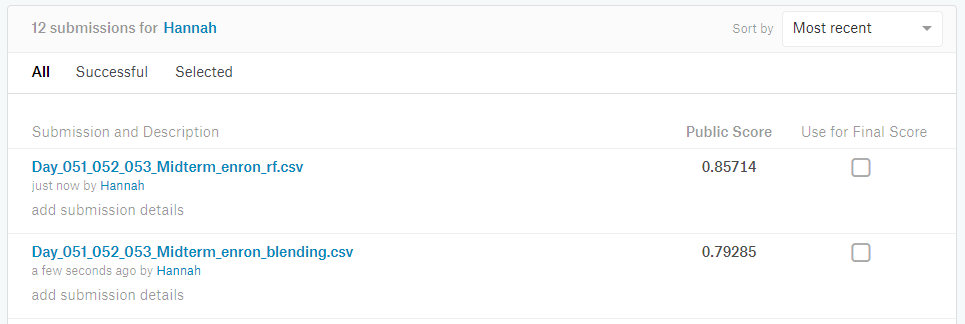 12 submissions for Hannah
Sort by Most recent
All Successful Selected
Submission and Description Public Score Use for Final Score
Day_051_052_053_Midterm_enron_rf.csv 0.85714
just now by Hannah
add submission details
Day_051_052_053_Midterm_enron_blending.csv 0.79285
a few seconds ago by Hannah
add submission details